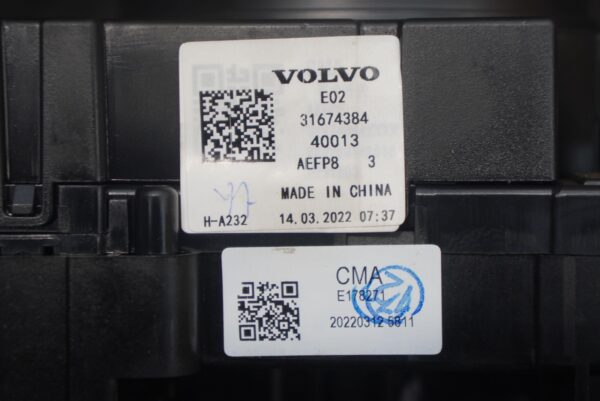 VOLVO
E02
31674384
40013
AEFP8 3
MADE IN CHINA
H-A232 14.03.2022 07:37
CMA
E178271
20220312 5811